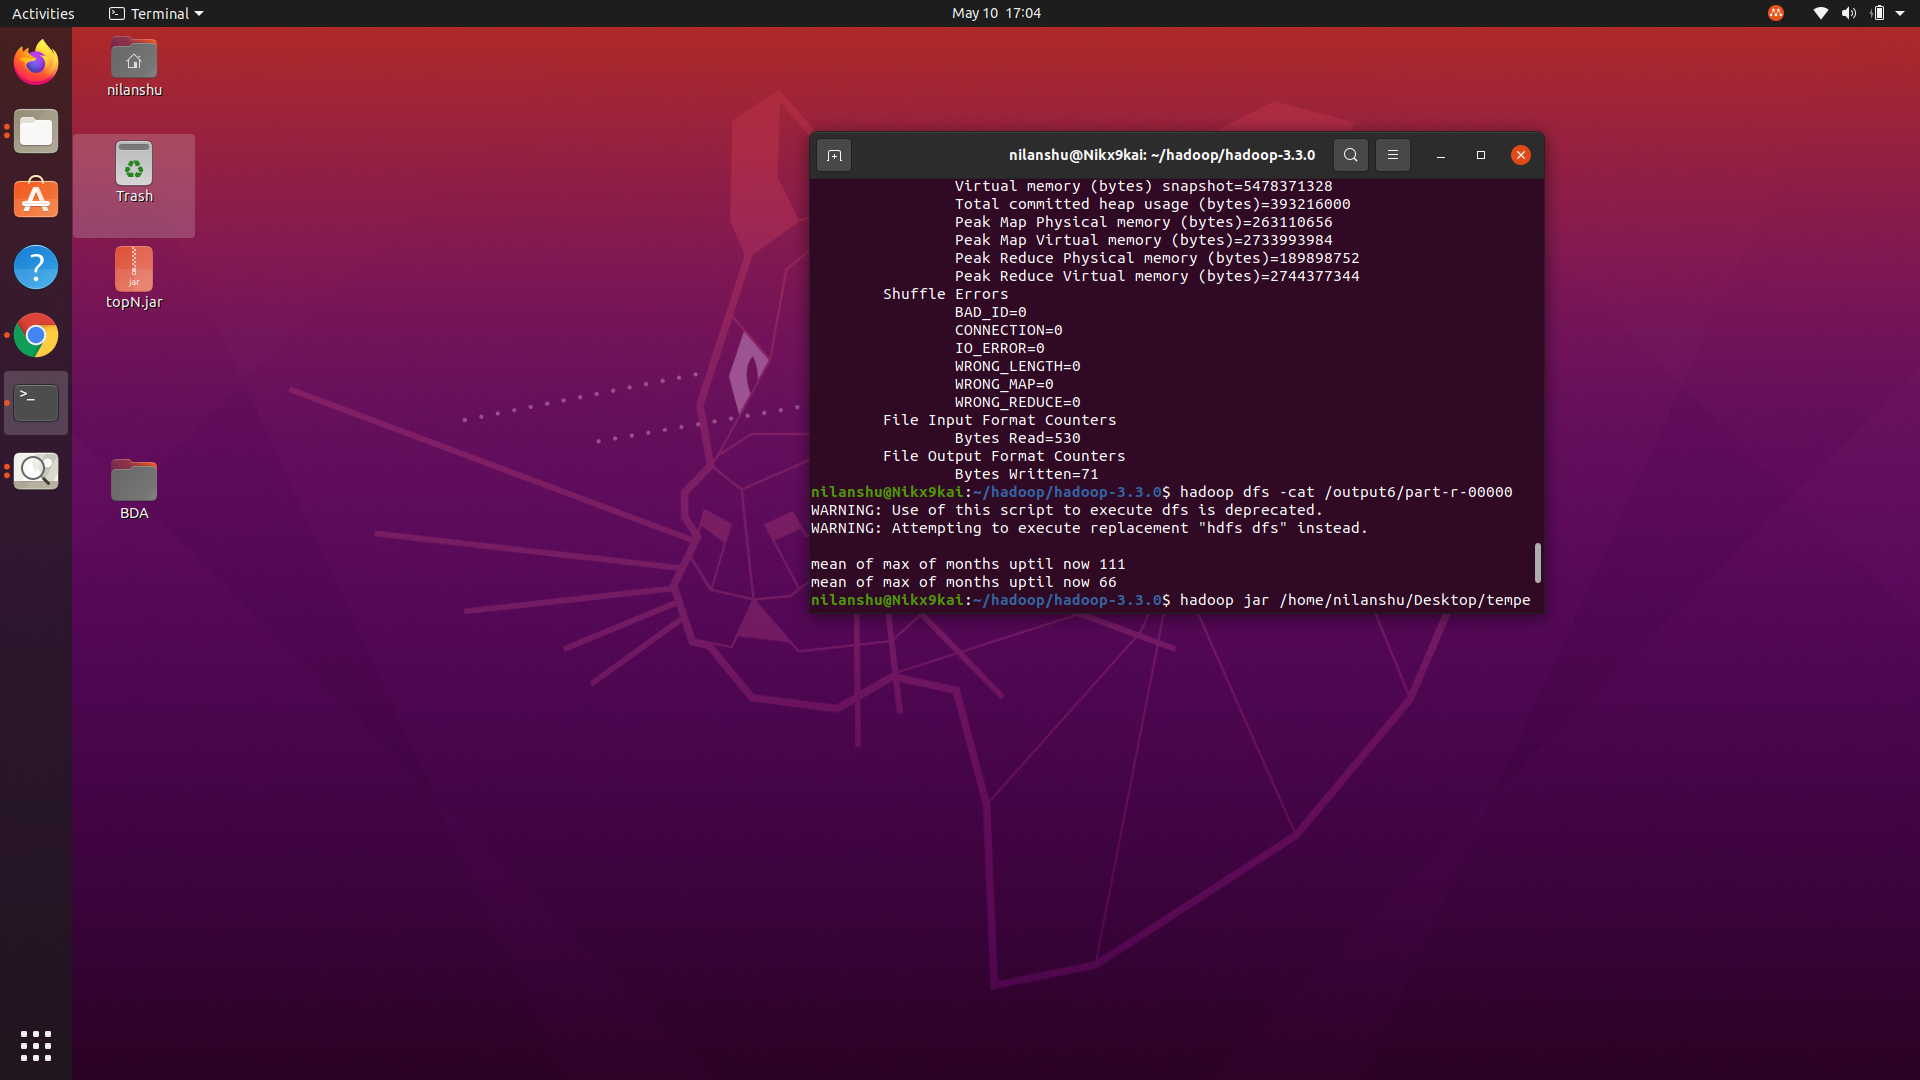 Activities
Terminal
May 10 17:04
nilanshu
Trash
jar
topN.jar
BDA
nilanshu@Nikx9kai: ~/hadoop/hadoop-3.3.0
Virtual memory (bytes) snapshot=5478371328
Total committed heap usage (bytes)=393216000
Peak Map Physical memory (bytes)=263110656
Peak Map Virtual memory (bytes)=2733993984
Peak Reduce Physical memory (bytes)=189898752
Peak Reduce Virtual memory (bytes)=2744377344
Shuffle Errors
BAD_ID=0
CONNECTION=0
IO_ERROR=0
WRONG_LENGTH=0
WRONG_MAP=0
WRONG_REDUCE=0
File Input Format Counters
Bytes Read=530
File Output Format Counters
Bytes Written=71
nilanshu@Nikx9kai:~/hadoop/hadoop-3.3.0$ hadoop dfs -cat /output6/part-r-00000
WARNING: Use of this script to execute dfs is deprecated.
WARNING: Attempting to execute replacement "hdfs dfs" instead.
mean of max of months uptil now 111
mean of max of months uptil now 66
nilanshu@Nikx9kai:~/hadoop/hadoop-3.3.0$ hadoop jar /home/nilanshu/Desktop/tempe